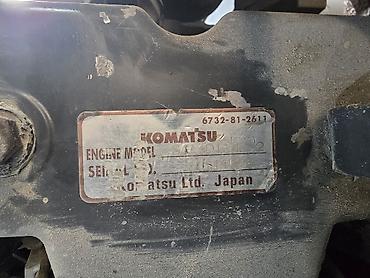 6732-81-2611
KOMATSU
ENGINE MODEL
SERIAL NO.
Komatsu Ltd. Japan